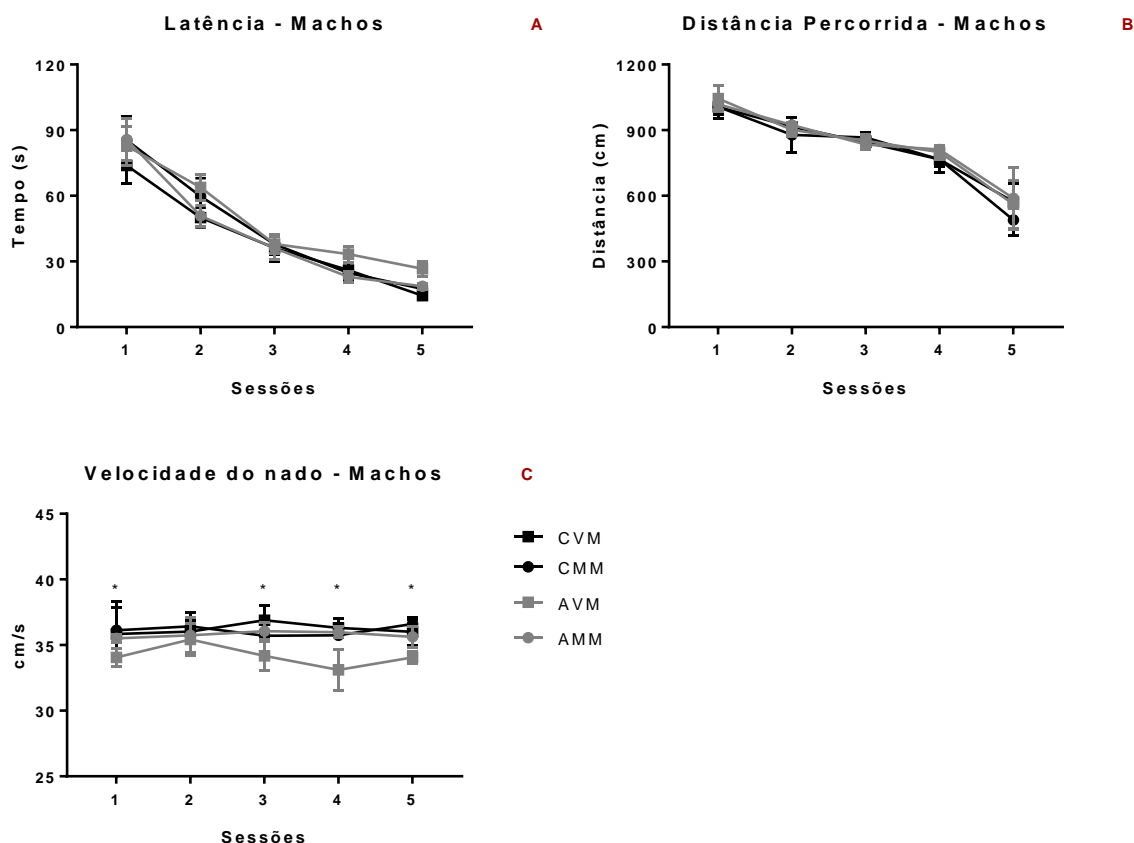 Latência - Machos
A
Tempo (s)
120
90
60
30
0
1 2 3 4 5
Sessões
Distância Percorrida - Machos
B
Distância (cm)
1200
900
600
300
0
1 2 3 4 5
Sessões
Velocidade do nado - Machos
C
cm/s
45
40
35
30
25
* * * *
1 2 3 4 5
Sessões
CVM
CMM
AVM
AMM